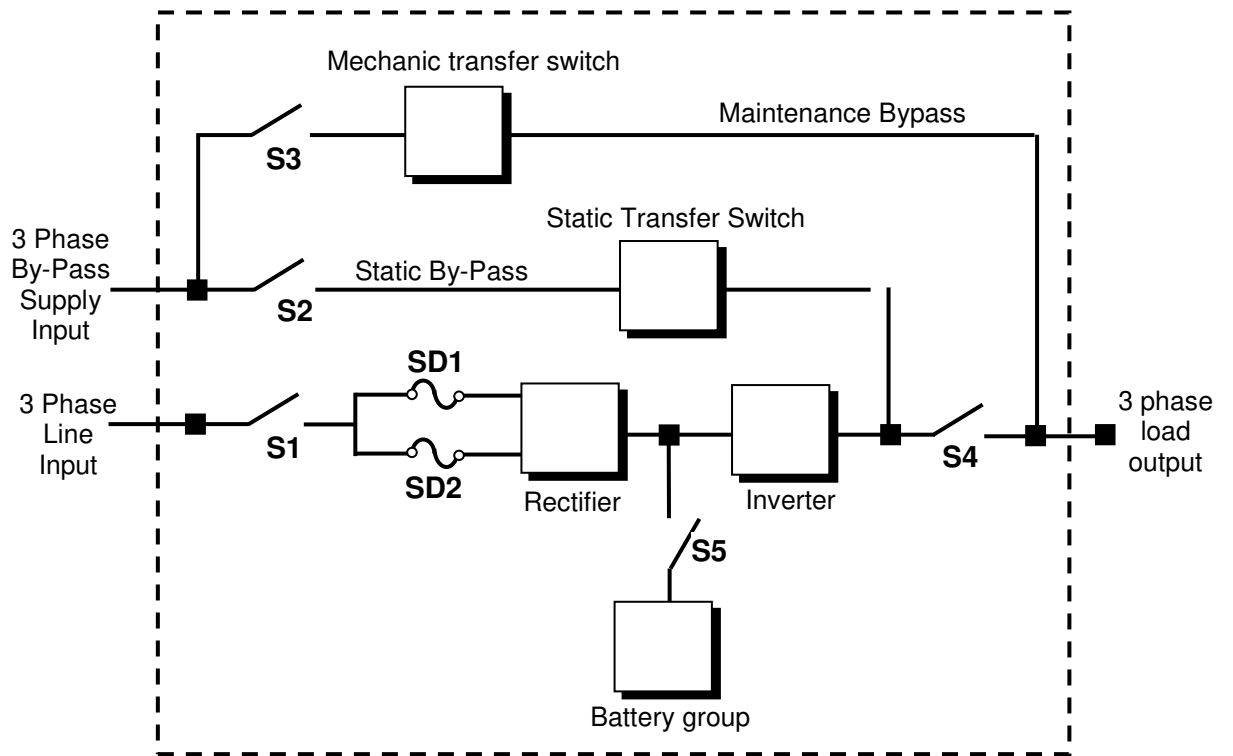 Mechanic transfer switch
Maintenance Bypass
S3
Static Transfer Switch
3 Phase
By-Pass
Supply
Input
Static By-Pass
S2
SD1
3 Phase
Line
Input
S1
SD2
Rectifier
Inverter
S4
3 phase
load
output
S5
Battery group